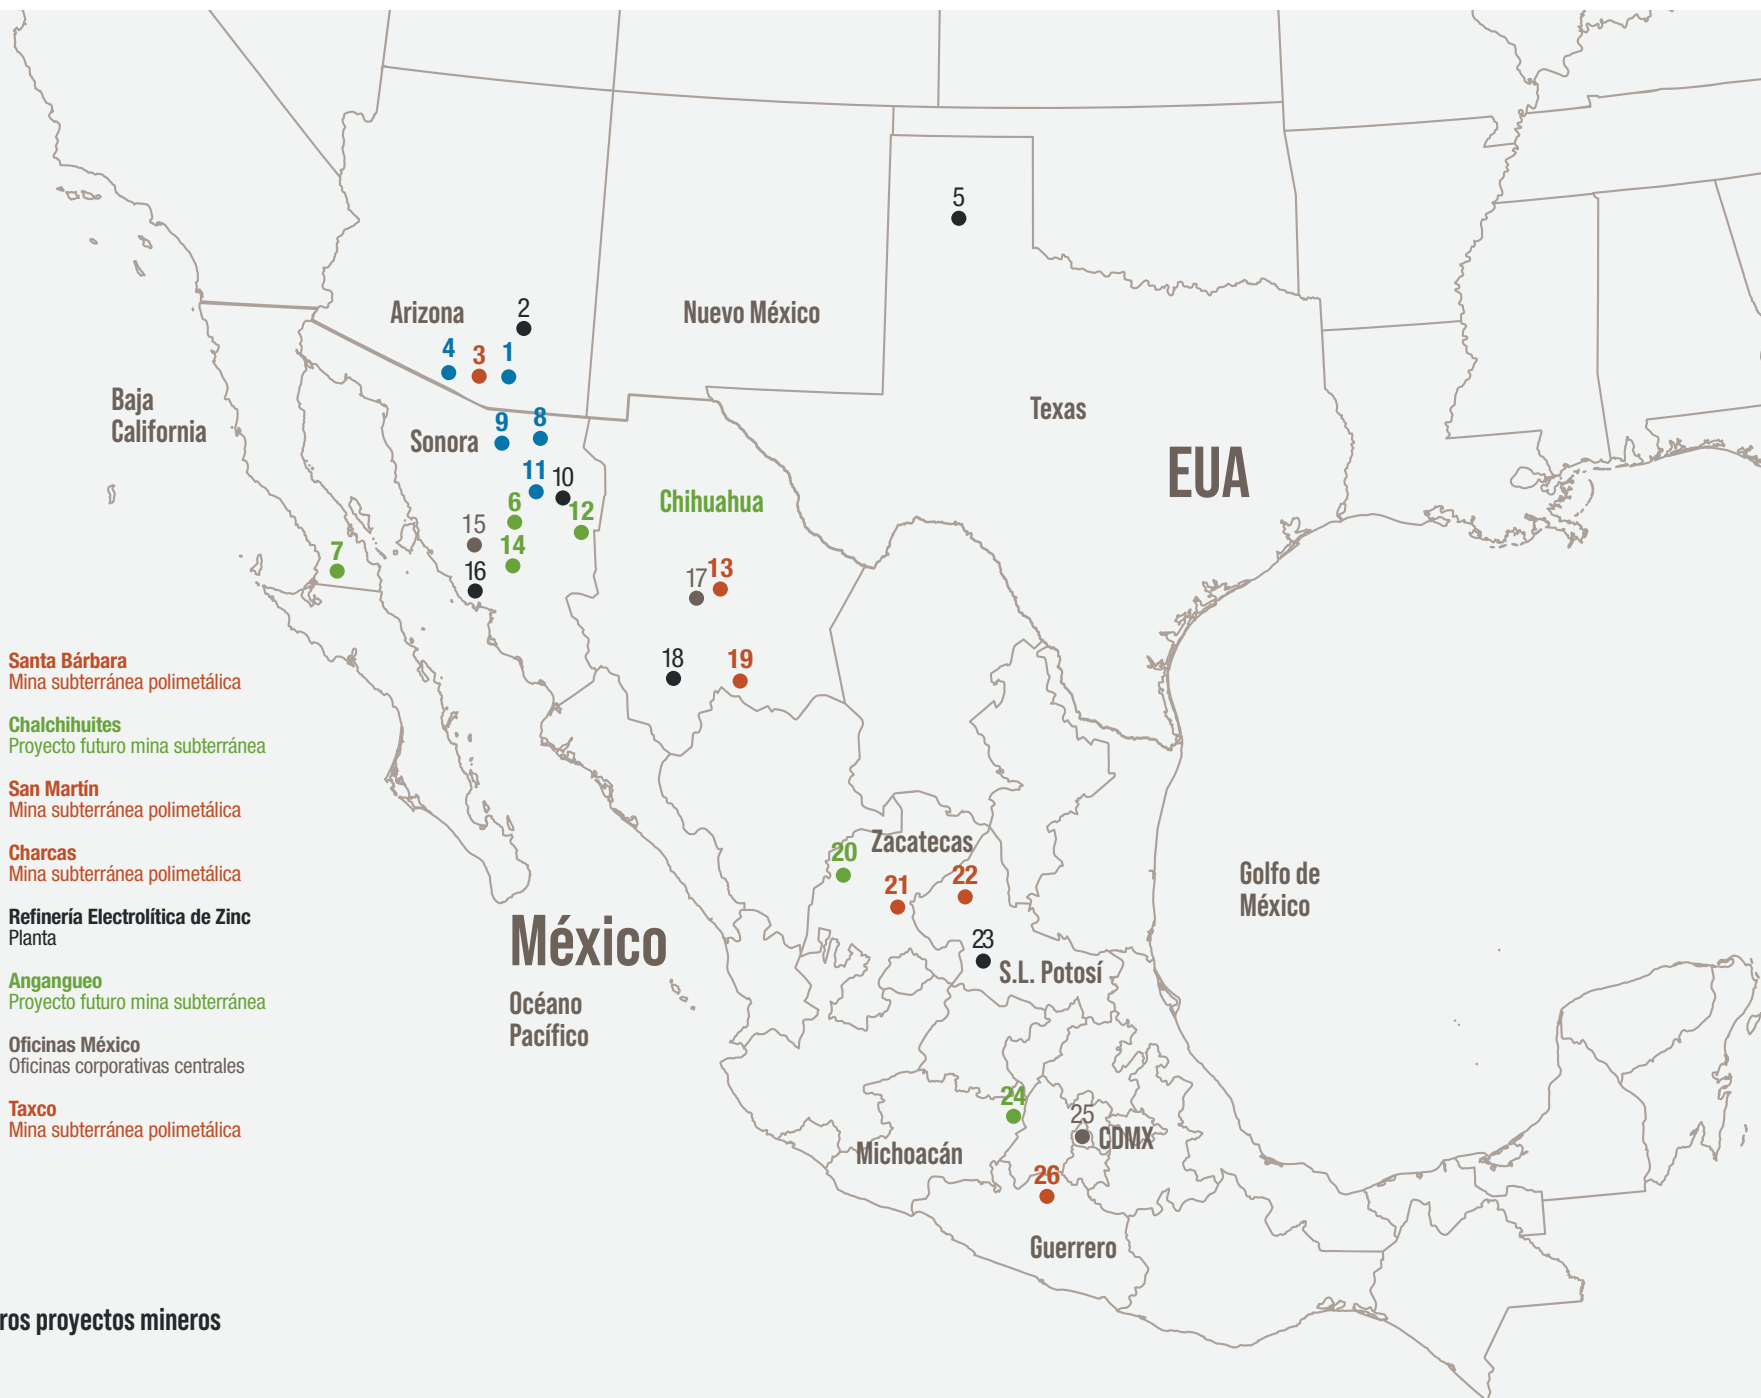 5
2
Arizona
Nuevo México
4
3
1
Baja
California
Texas
9
8
Sonora
EUA
11
10
Chihuahua
6
12
15
14
7
16
17
13
18
19
Santa Bárbara
Mina subterránea polimetálica
Chalchihuites
Proyecto futuro mina subterránea
San Martín
Mina subterránea polimetálica
Charcas
Mina subterránea polimetálica
Refinería Electrolítica de Zinc
Planta
Angangueo
Proyecto futuro mina subterránea
Oficinas México
Oficinas corporativas centrales
Taxco
Mina subterránea polimetálica
Zacatecas
20
21
22
Golfo de
México
México
23
S.L. Potosí
Océano
Pacífico
24
25
CDMX
Michoacán
26
Guerrero
ros proyectos mineros